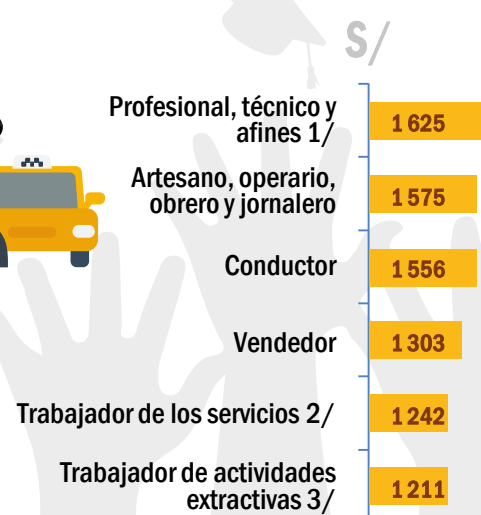 S/
Profesional, técnico y
afines 1/
1 625
Artesano, operario,
obrero y jornalero
1 575
Conductor
1 556
Vendedor
1 303
Trabajador de los servicios 2/
1 242
Trabajador de actividades
extractivas 3/
1 211